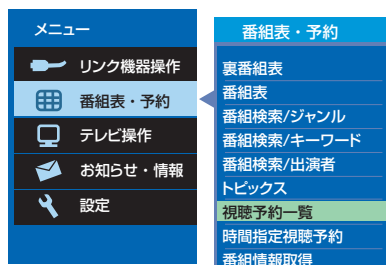 メニュー
リンク機器操作
番組表・予約
テレビ操作
お知らせ・情報
設定
番組表・予約
裏番組表
番組表
番組検索/ジャンル
番組検索/キーワード
番組検索/出演者
トピックス
視聴予約一覧
時間指定視聴予約
番組情報取得